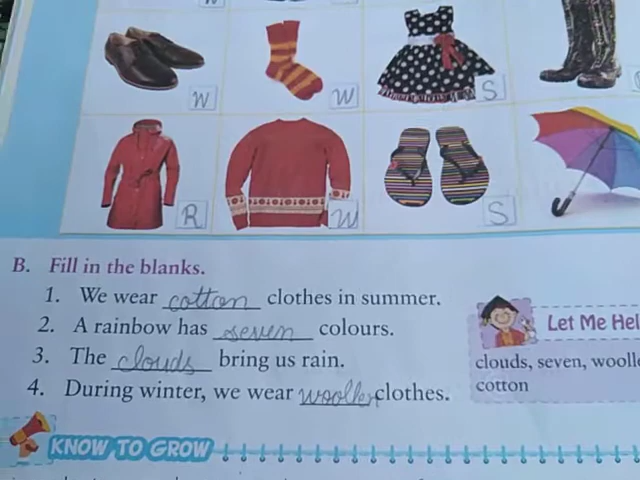 W
W
W
S
R
W
S
B. Fill in the blanks.
1. We wear cotton clothes in summer.
2. A rainbow has seven colours.
3. The clouds bring us rain.
4. During winter, we wear woollen clothes.
Let Me Hel
clouds, seven, woolle
cotton
KNOW TO GROW